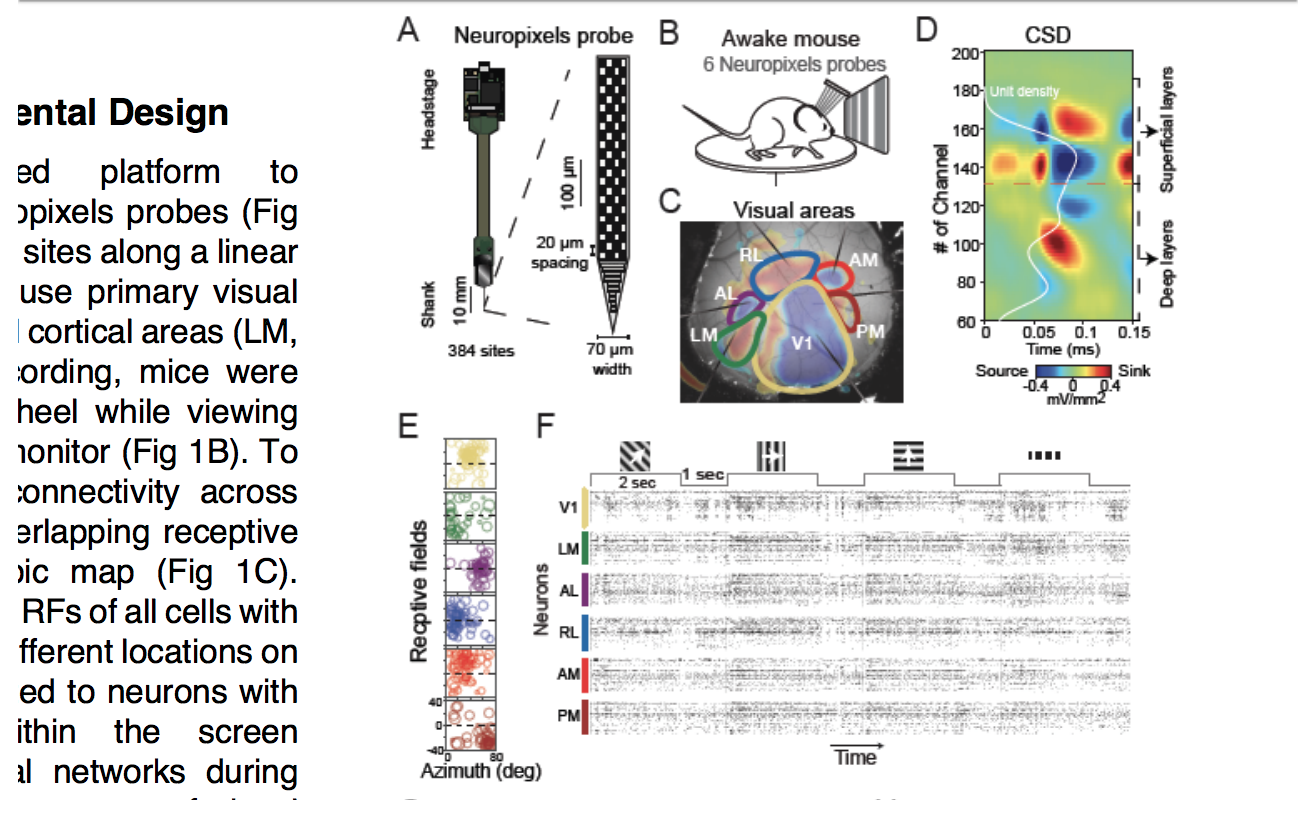 ental Design
ed platform to
opixels probes (Fig
sites along a linear
use primary visual
cortical areas (LM,
cording, mice were
heel while viewing
monitor (Fig 1B). To
connectivity across
erlapping receptive
pic map (Fig 1C).
RFs of all cells with
fferent locations on
ed to neurons with
ithin the screen
al networks during
A
Neuropixels probe
Headstage
Shank
10 mm
384 sites
100 µm
20 µm
spacing
70 µm
width
B
Awake mouse
6 Neuropixels probes
C
Visual areas
RL
AM
AL
LM
V1
PM
D
CSD
200
180
160
140
120
100
80
60
# of Channel
Unit density
0 0.05 0.1 0.15
Time (ms)
Superficial layers
Deep layers
Source Sink
-0.4 0 0.4
mV/mm2
E
Recptive fields
40
0
-40
0 80
Azimuth (deg)
F
2 sec
1 sec
Neurons
V1
LM
AL
RL
AM
PM
Time